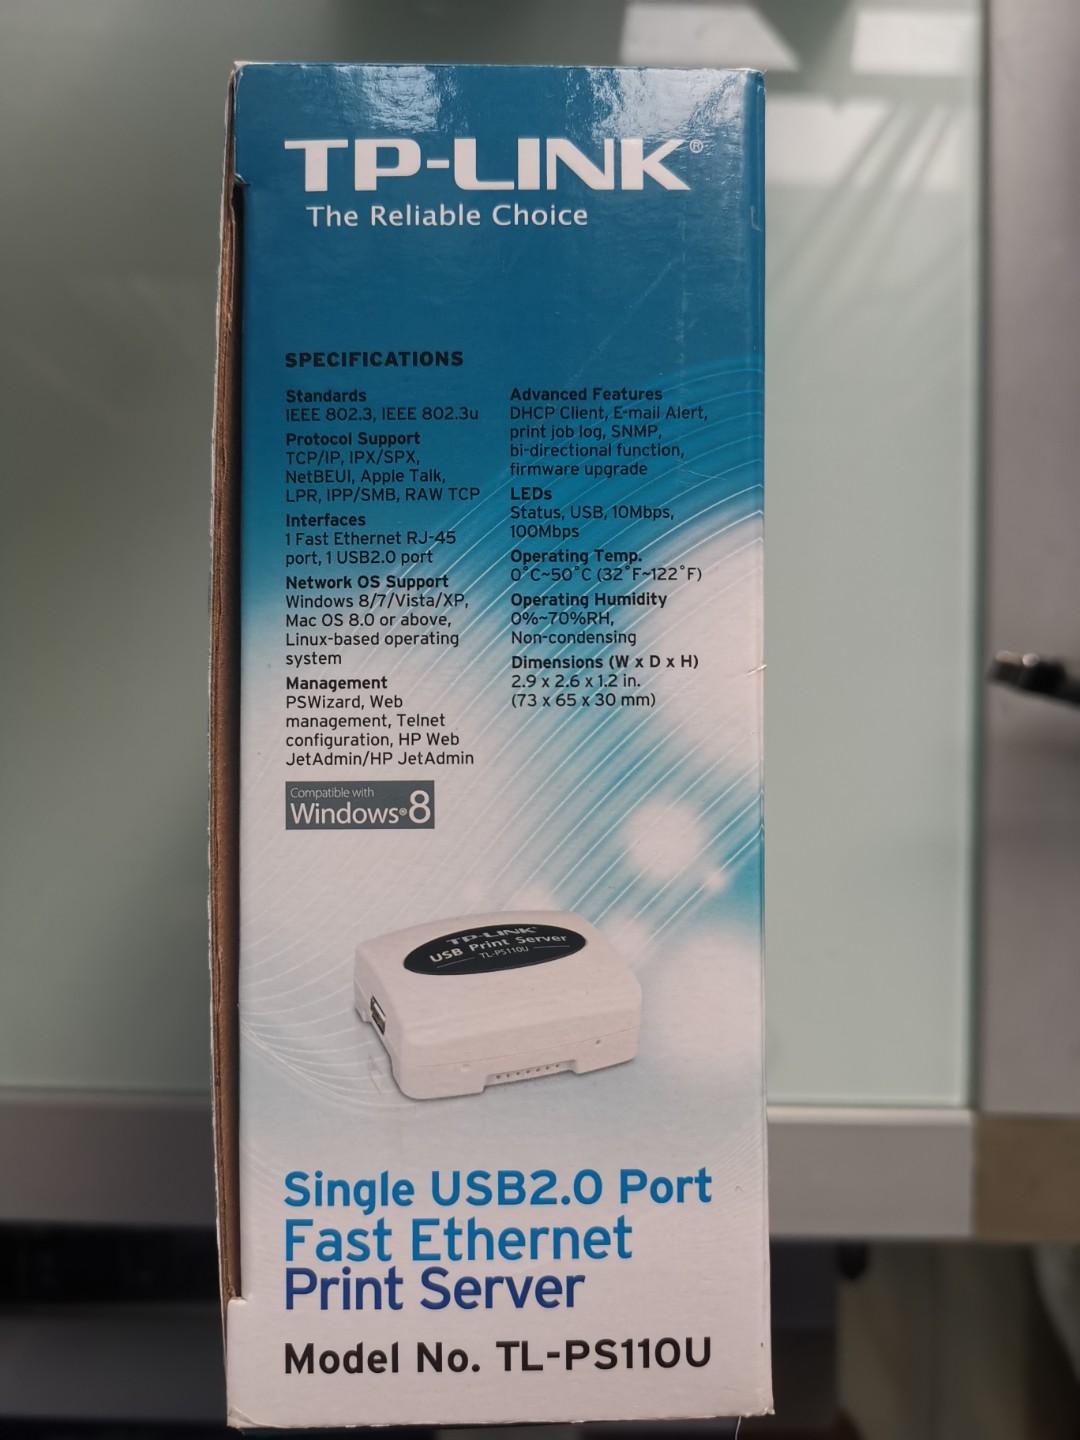 TP-LINK®
The Reliable Choice
SPECIFICATIONS
Standards
IEEE 802.3, IEEE 802.3u
Protocol Support
TCP/IP, IPX/SPX,
NetBEUI, Apple Talk,
LPR, IPP/SMB, RAW TCP
Interfaces
1 Fast Ethernet RJ-45
port, 1 USB2.0 port
Network OS Support
Windows 8/7/Vista/XP,
Mac OS 8.0 or above,
Linux-based operating
system
Management
PSWizard, Web
management, Telnet
configuration, HP Web
JetAdmin/HP JetAdmin
Compatible with
Windows®8
Advanced Features
DHCP Client, E-mail Alert,
print job log, SNMP,
bi-directional function,
firmware upgrade
LEDs
Status, USB, 10Mbps,
100Mbps
Operating Temp.
0˚C~50˚C (32˚F~122˚F)
Operating Humidity
0%~70%RH,
Non-condensing
Dimensions (W x D x H)
2.9 x 2.6 x 1.2 in.
(73 x 65 x 30 mm)
TP-LINK®
USB Print Server
TL-PS110U
Single USB2.0 Port
Fast Ethernet
Print Server
Model No. TL-PS110U